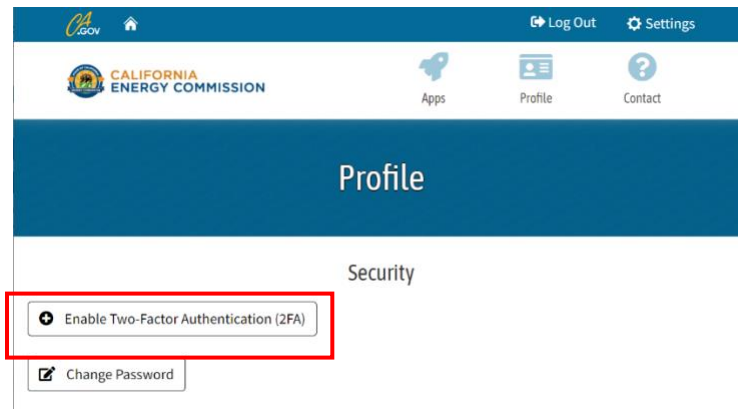 CA.GOV Log Out Settings
CALIFORNIA
ENERGY COMMISSION
Apps Profile Contact
Profile
Security
Enable Two-Factor Authentication (2FA)
Change Password